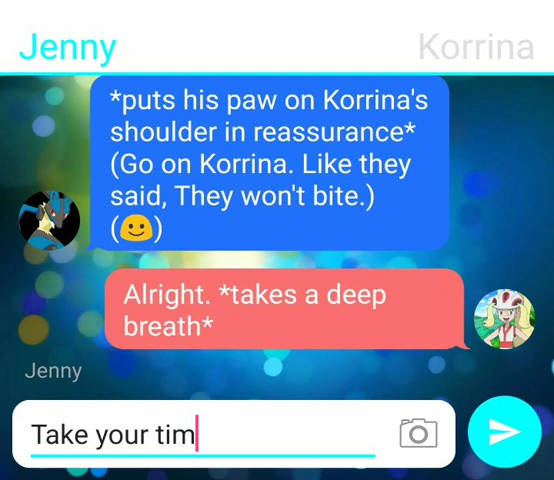 Jenny Korrina
*puts his paw on Korrina's
shoulder in reassurance*
(Go on Korrina. Like they
said, They won't bite.)
(🙂)
Alright. *takes a deep
breath*
Jenny
Take your tim